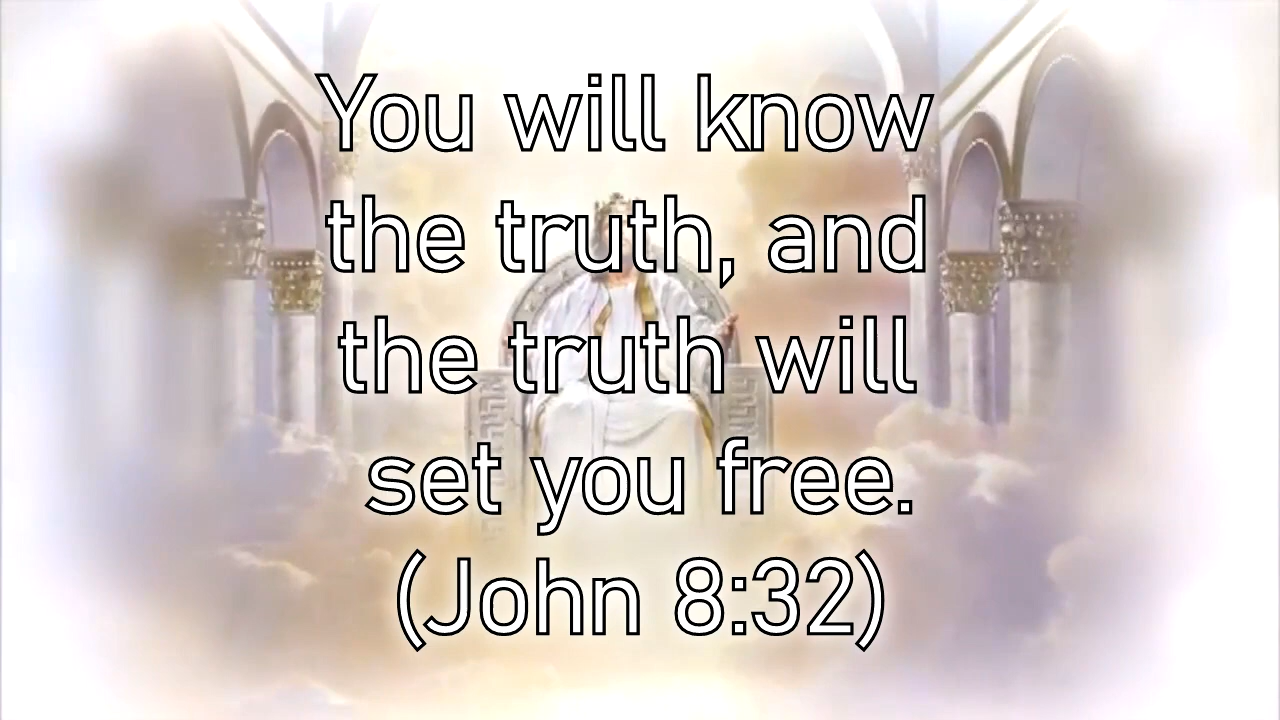 You will know
the truth, and
the truth will
set you free.
(John 8:32)